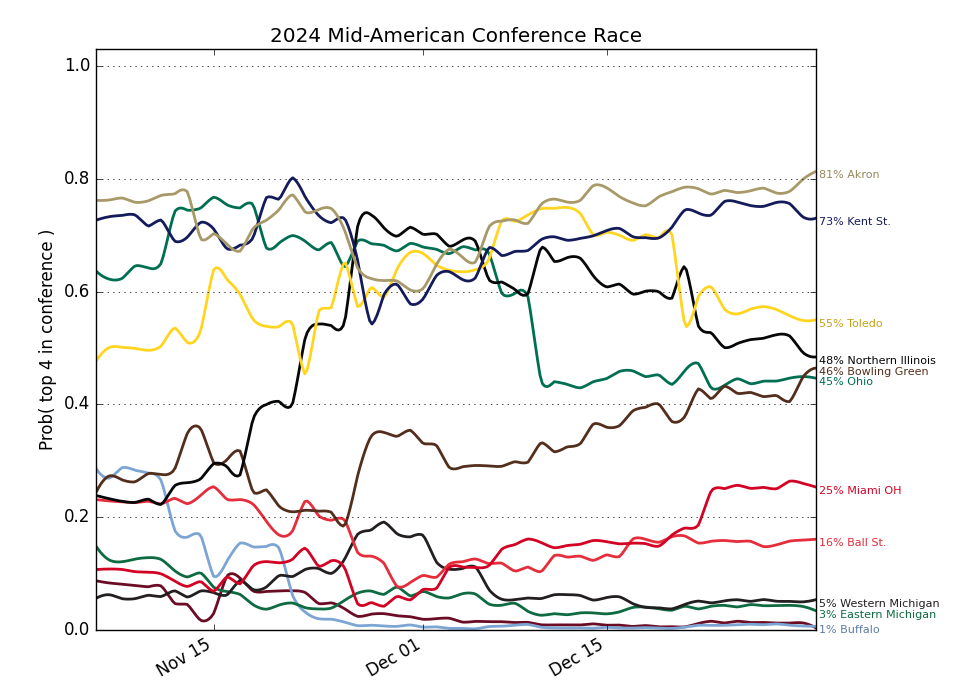 2024 Mid-American Conference Race
Prob( top 4 in conference )
1.0
0.8
0.6
0.4
0.2
0.0
Nov 15
Dec 01
Dec 15
81% Akron
73% Kent St.
55% Toledo
48% Northern Illinois
46% Bowling Green
45% Ohio
25% Miami OH
16% Ball St.
5% Western Michigan
3% Eastern Michigan
1% Buffalo